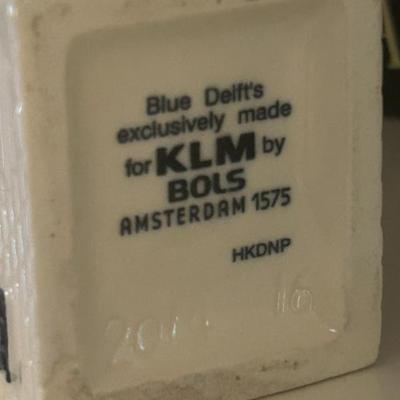 Blue Delft's
exclusively made
for KLM by
BOLS
AMSTERDAM 1575
HKDNP